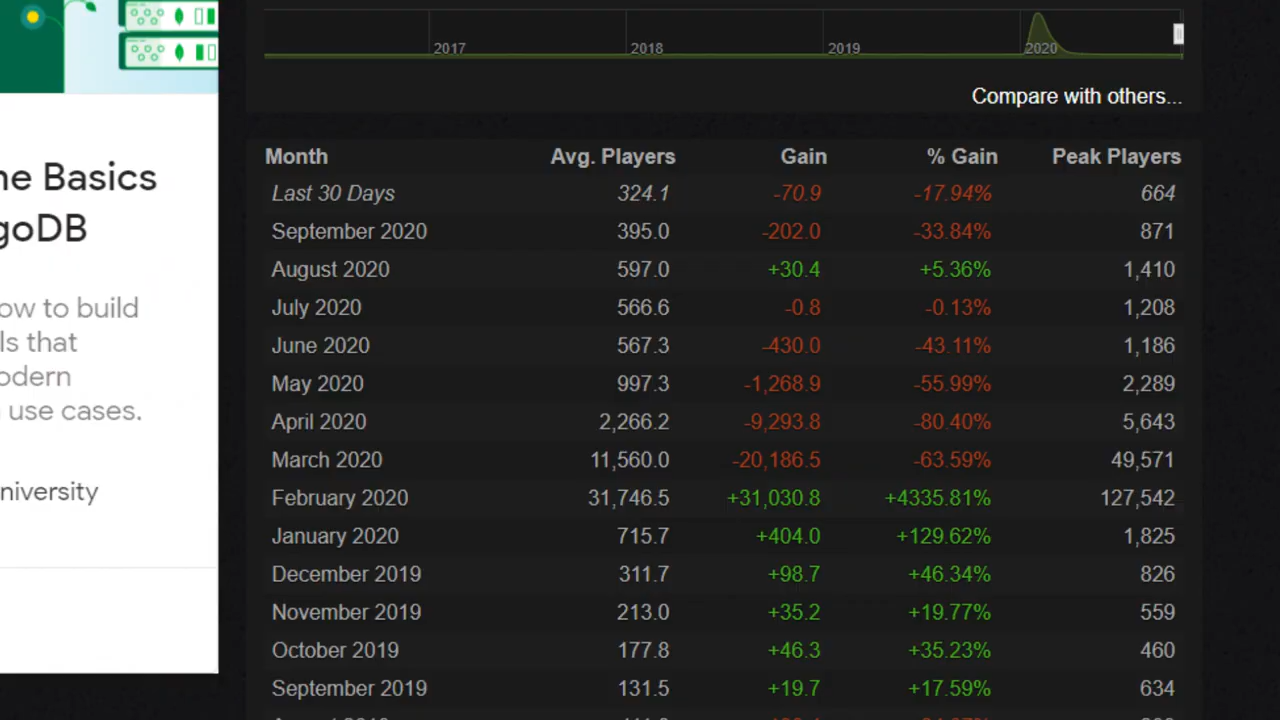 2017 2018 2019 2020
Compare with others...
Month Avg. Players Gain % Gain Peak Players
Last 30 Days 324.1 -70.9 -17.94% 664
September 2020 395.0 -202.0 -33.84% 871
August 2020 597.0 +30.4 +5.36% 1,410
July 2020 566.6 -0.8 -0.13% 1,208
June 2020 567.3 -430.0 -43.11% 1,186
May 2020 997.3 -1,268.9 -55.99% 2,289
April 2020 2,266.2 -9,293.8 -80.40% 5,643
March 2020 11,560.0 -20,186.5 -63.59% 49,571
February 2020 31,746.5 +31,030.8 +4335.81% 127,542
January 2020 715.7 +404.0 +129.62% 1,825
December 2019 311.7 +98.7 +46.34% 826
November 2019 213.0 +35.2 +19.77% 559
October 2019 177.8 +46.3 +35.23% 460
September 2019 131.5 +19.7 +17.59% 634
ne Basics
goDB
ow to build
ls that
odern
use cases.
niversity